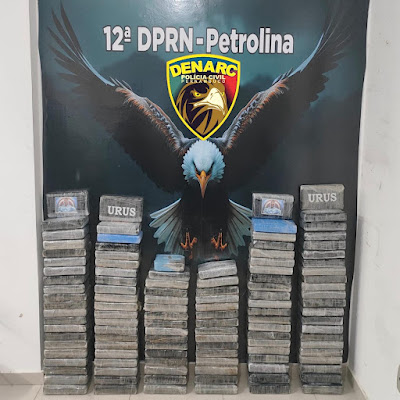 12ª DPRN - Petrolina
DENARC
POLÍCIA CIVIL
PERNAMBUCO
URUS
URUS